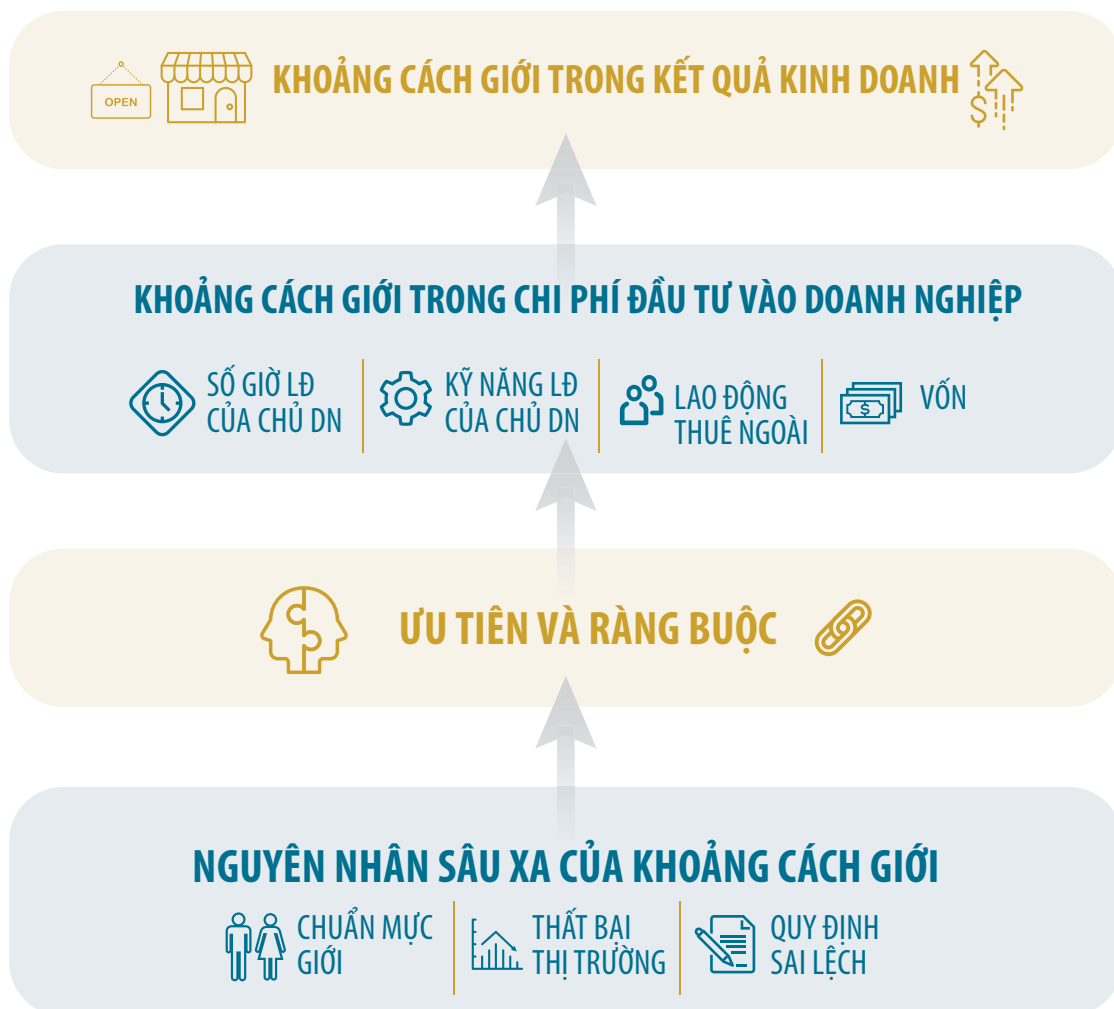 OPEN
KHOẢNG CÁCH GIỚI TRONG KẾT QUẢ KINH DOANH
$
KHOẢNG CÁCH GIỚI TRONG CHI PHÍ ĐẦU TƯ VÀO DOANH NGHIỆP
SỐ GIỜ LĐ
CỦA CHỦ DN
KỸ NĂNG LĐ
CỦA CHỦ DN
LAO ĐỘNG
THUÊ NGOÀI
$
VỐN
ƯU TIÊN VÀ RÀNG BUỘC
NGUYÊN NHÂN SÂU XA CỦA KHOẢNG CÁCH GIỚI
CHUẨN MỰC
GIỚI
THẤT BẠI
THỊ TRƯỜNG
QUY ĐỊNH
SAI LỆCH